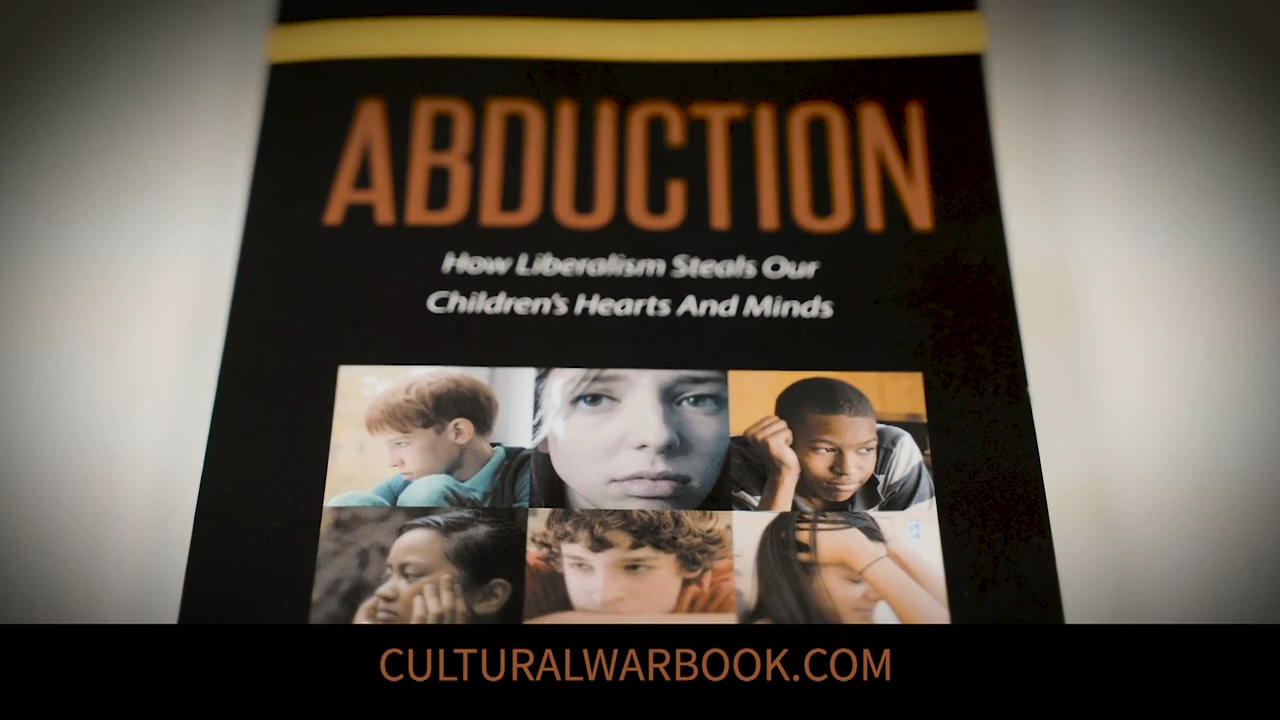 ABDUCTION
How Liberalism Steals Our
Children's Hearts And Minds
CULTURALWARBOOK.COM